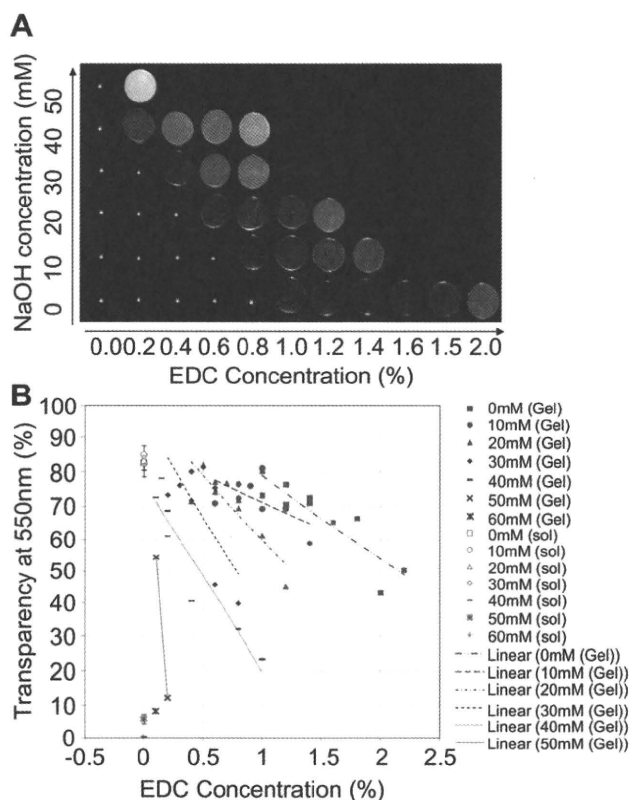 A
NaOH concentration (mM)
50
40
30
20
10
0
0.0 0.2 0.4 0.6 0.8 1.0 1.2 1.4 1.6 1.5 2.0
EDC Concentration (%)
B
Transparency at 550nm (%)
100
90
80
70
60
50
40
30
20
10
0
-0.5 0 0.5 1 1.5 2 2.5
EDC Concentration (%)
0mM (Gel)
10mM (Gel)
20mM (Gel)
30mM (Gel)
40mM (Gel)
50mM (Gel)
60mM (Gel)
0mM (sol)
10mM (sol)
20mM (sol)
30mM (sol)
40mM (sol)
50mM (sol)
60mM (sol)
Linear (0mM (Gel))
Linear (10mM (Gel))
Linear (20mM (Gel))
Linear (30mM (Gel))
Linear (40mM (Gel))
Linear (50mM (Gel))